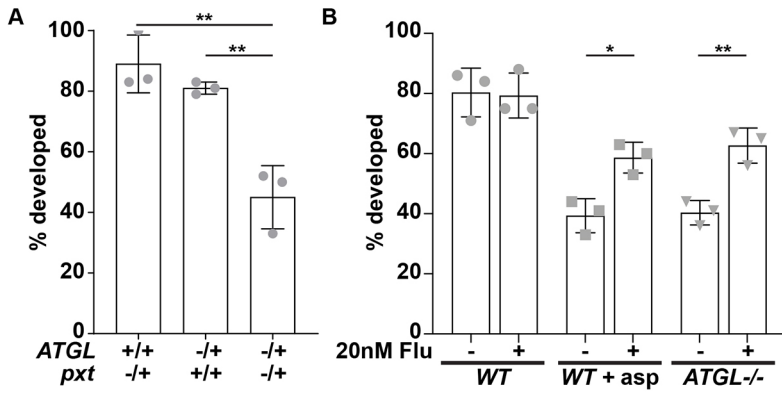 A
% developed
100
80
60
40
20
0
**
**
ATGL +/+ -/+ -/+
pxt -/+ +/+ -/+
B
% developed
100
80
60
40
20
0
* **
20nM Flu - + - + - +
WT WT + asp ATGL-/-